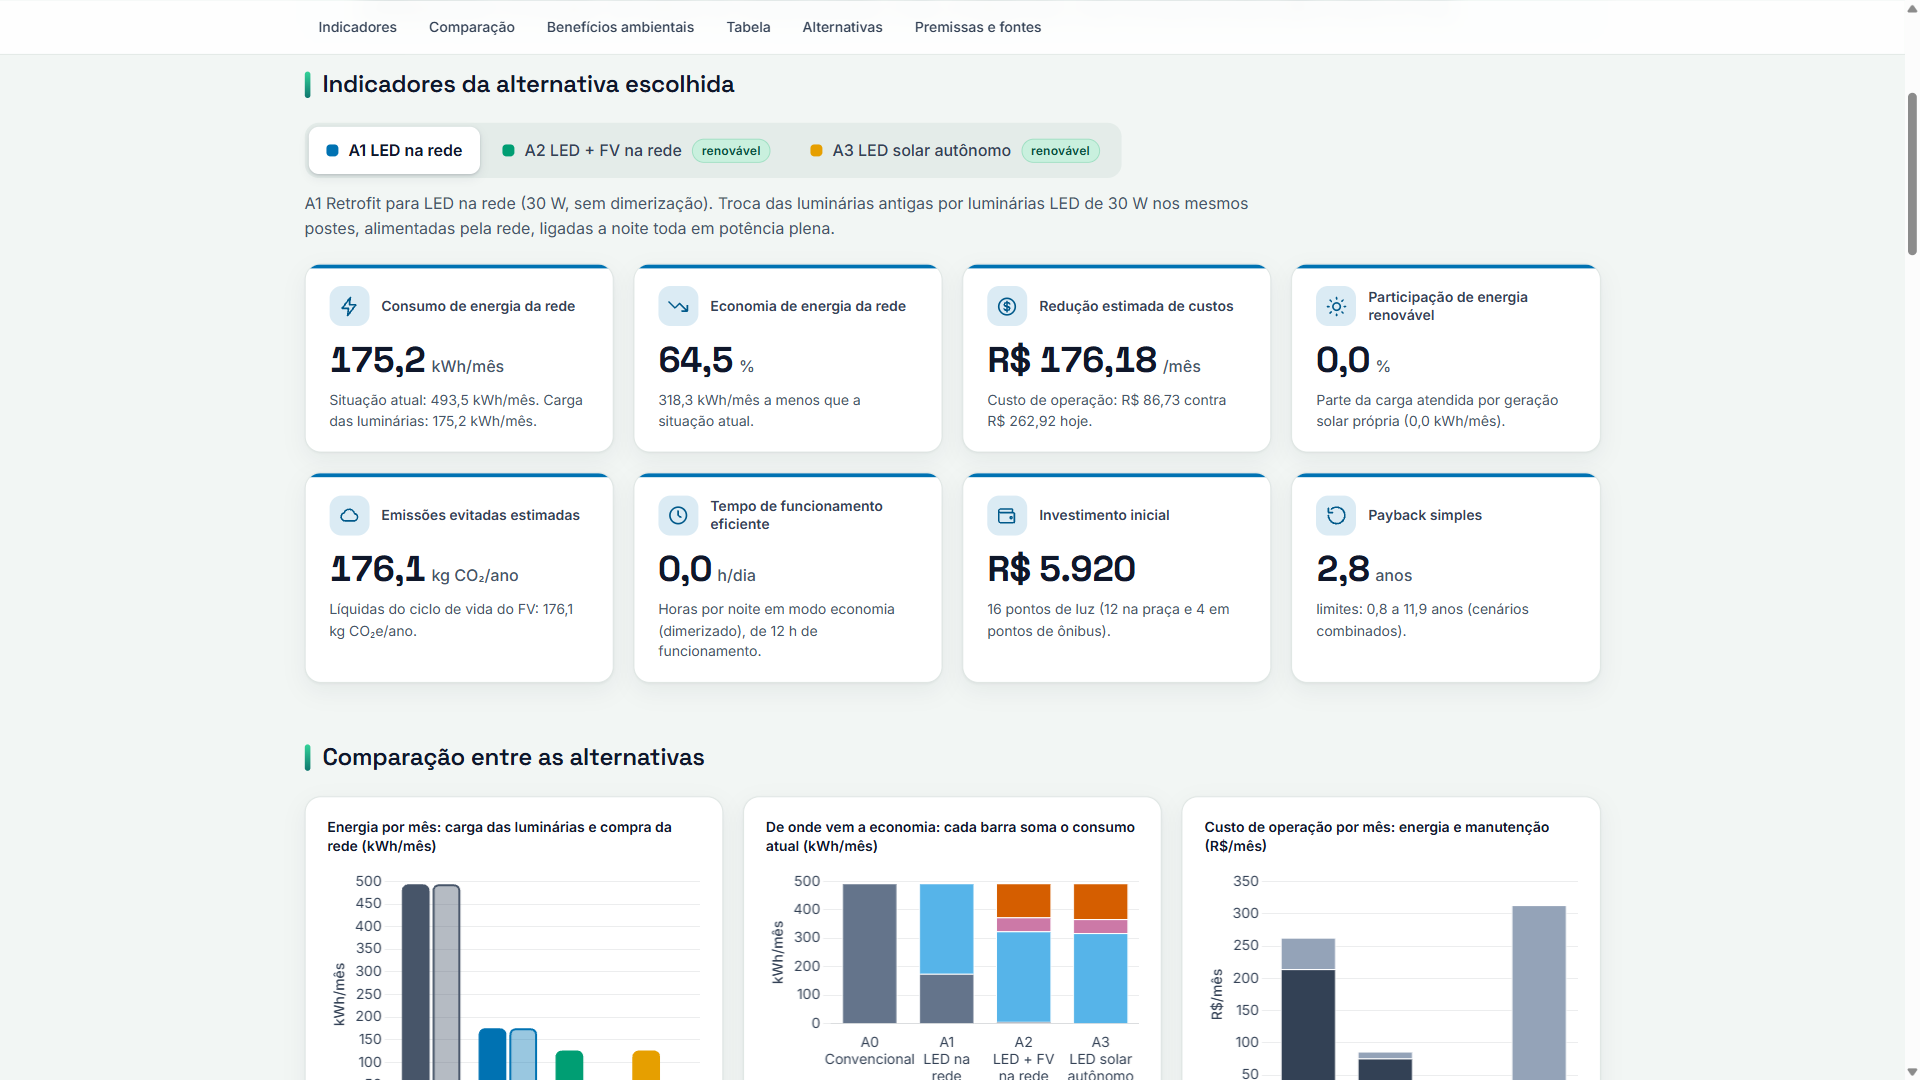 Indicadores Comparação Benefícios ambientais Tabela Alternativas Premissas e fontes
Indicadores da alternativa escolhida
A1 LED na rede A2 LED + FV na rede renovável A3 LED solar autônomo renovável
A1 Retrofit para LED na rede (30 W, sem dimerização). Troca das luminárias antigas por luminárias LED de 30 W nos mesmos
postes, alimentadas pela rede, ligadas a noite toda em potência plena.
Consumo de energia da rede
175,2 kWh/mês
Situação atual: 493,5 kWh/mês. Carga
das luminárias: 175,2 kWh/mês.
Economia de energia da rede
64,5 %
318,3 kWh/mês a menos que a
situação atual.
Redução estimada de custos
R$ 176,18 /mês
Custo de operação: R$ 86,73 contra
R$ 262,92 hoje.
Participação de energia
renovável
0,0 %
Parte da carga atendida por geração
solar própria (0,0 kWh/mês).
Emissões evitadas estimadas
176,1 kg CO₂/ano
Líquidas do ciclo de vida do FV: 176,1
kg CO₂e/ano.
Tempo de funcionamento
eficiente
0,0 h/dia
Horas por noite em modo economia
(dimerizado), de 12 h de
funcionamento.
Investimento inicial
R$ 5.920
16 pontos de luz (12 na praça e 4 em
pontos de ônibus).
Payback simples
2,8 anos
limites: 0,8 a 11,9 anos (cenários
combinados).
Comparação entre as alternativas
Energia por mês: carga das luminárias e compra da
rede (kWh/mês)
500
450
400
350
300
250
200
150
100
kWh/mês
De onde vem a economia: cada barra soma o consumo
atual (kWh/mês)
500
400
300
200
100
0
kWh/mês
A0
Convencional
A1
LED na
rede
A2
LED + FV
na rede
A3
LED solar
autônomo
Custo de operação por mês: energia e manutenção
(R$/mês)
350
300
250
200
150
100
50
R$/mês